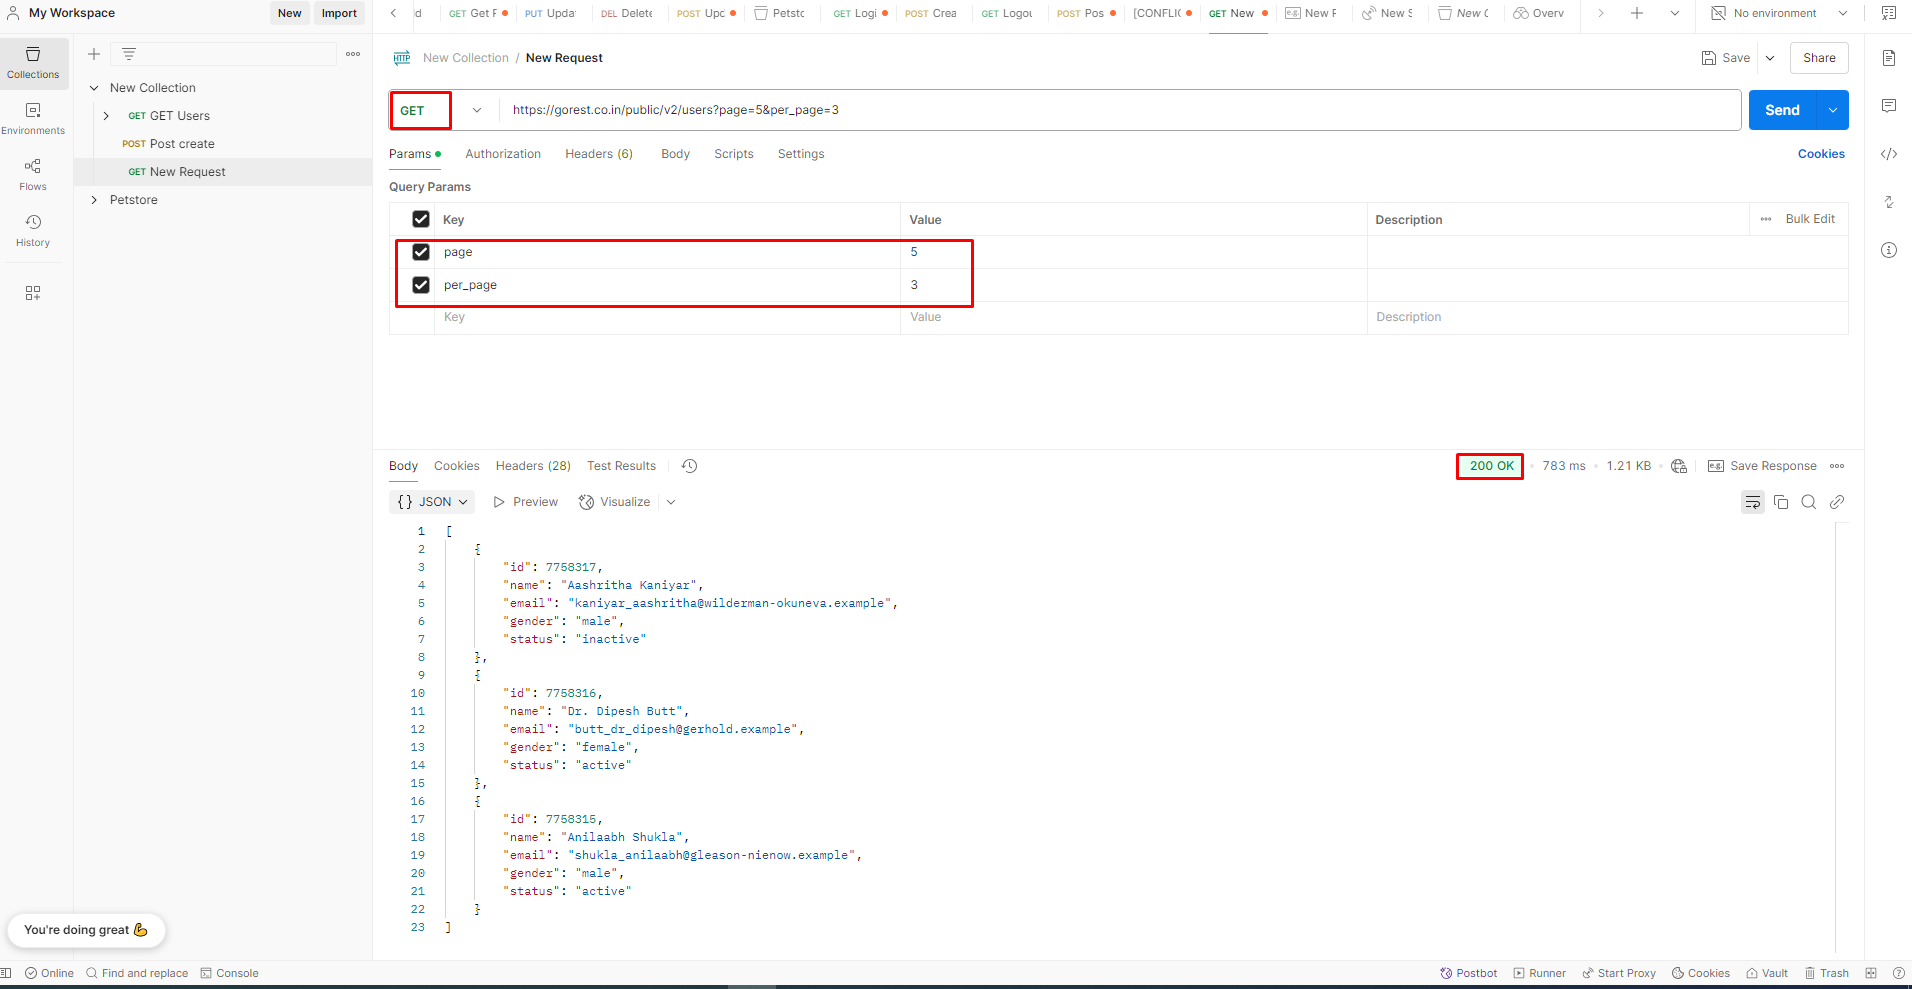 My Workspace
New
Import
GET Get F
PUT Upda
DEL Delete
POST Upc
Petstc
GET Logi
POST Crea
GET Logou
POST Pos
[CONFLIC
GET New
New F
New S
New C
Overv
No environment
Collections
Environments
Flows
History
New Collection
GET GET Users
POST Post create
GET New Request
Petstore
HTTP
New Collection / New Request
Save
Share
GET
https://gorest.co.in/public/v2/users?page=5&per_page=3
Send
Params
Authorization
Headers (6)
Body
Scripts
Settings
Cookies
Query Params
Key
Value
Description
Bulk Edit
page
5
per_page
3
Key
Value
Description
Body
Cookies
Headers (28)
Test Results
200 OK
783 ms
1.21 KB
e.g.
Save Response
{} JSON
Preview
Visualize
1 [
2 {
3 "id": 7758317,
4 "name": "Aashritha Kaniyar",
5 "email": "kaniyar_aashritha@wilderman-okuneva.example",
6 "gender": "male",
7 "status": "inactive"
8 },
9 {
10 "id": 7758316,
11 "name": "Dr. Dipesh Butt",
12 "email": "butt_dr_dipesh@gerhold.example",
13 "gender": "female",
14 "status": "active"
15 },
16 {
17 "id": 7758315,
18 "name": "Anilaabh Shukla",
19 "email": "shukla_anilaabh@gleason-nienow.example",
20 "gender": "male",
21 "status": "active"
22 }
23 ]
You're doing great 💪
Online
Find and replace
Console
Postbot
Runner
Start Proxy
Cookies
Vault
Trash